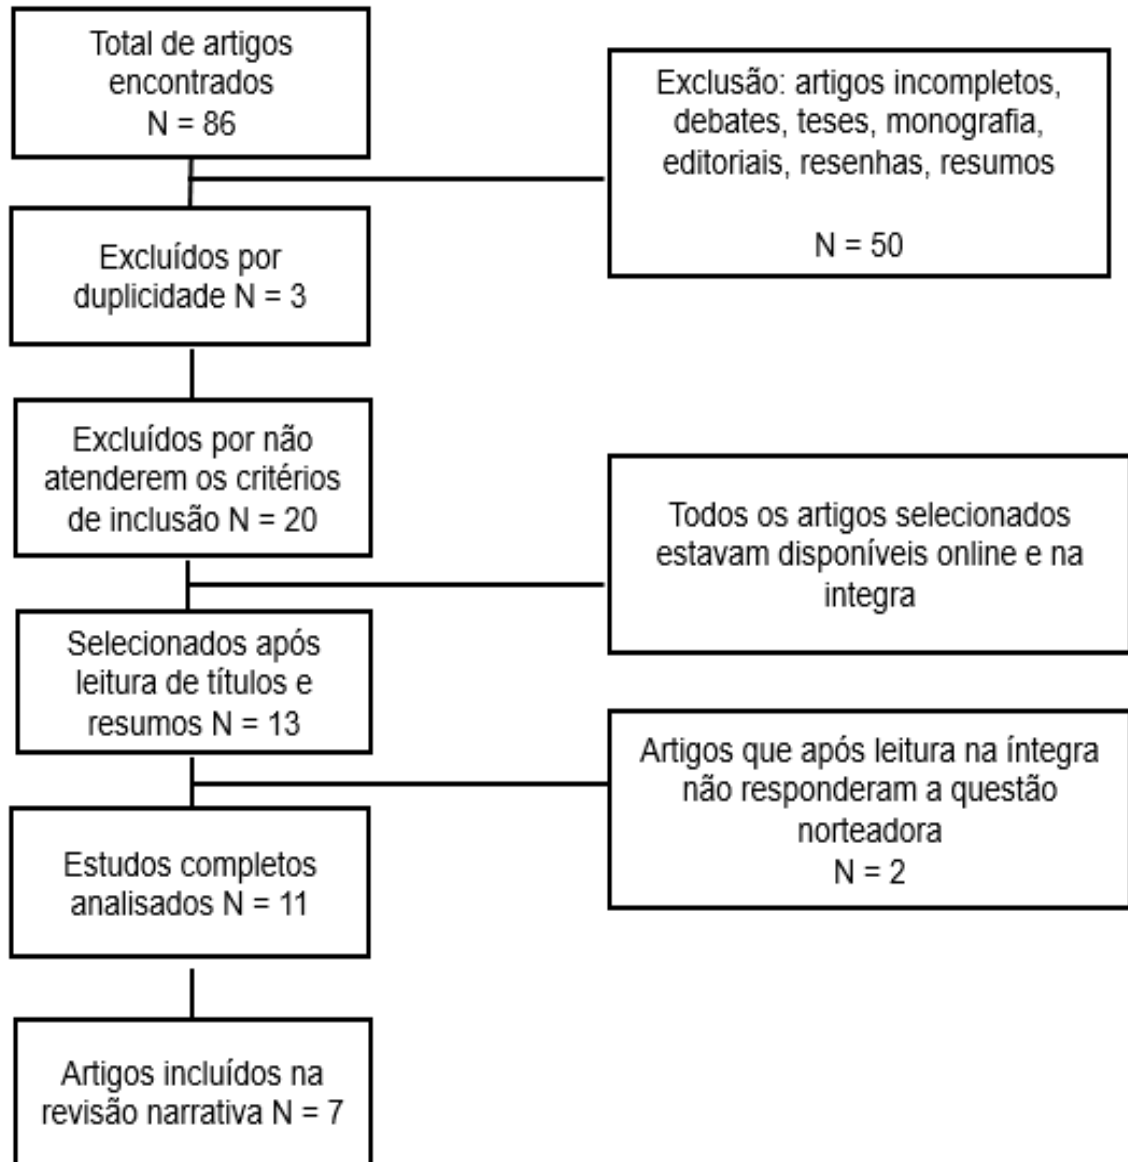 Total de artigos
encontrados
N = 86
Exclusão: artigos incompletos,
debates, teses, monografia,
editoriais, resenhas, resumos
N = 50
Excluídos por
duplicidade N = 3
Excluídos por não
atenderem os critérios
de inclusão N = 20
Todos os artigos selecionados
estavam disponíveis online e na
integra
Selecionados após
leitura de títulos e
resumos N = 13
Artigos que após leitura na íntegra
não responderam a questão
norteadora
N = 2
Estudos completos
analisados N = 11
Artigos incluídos na
revisão narrativa N = 7